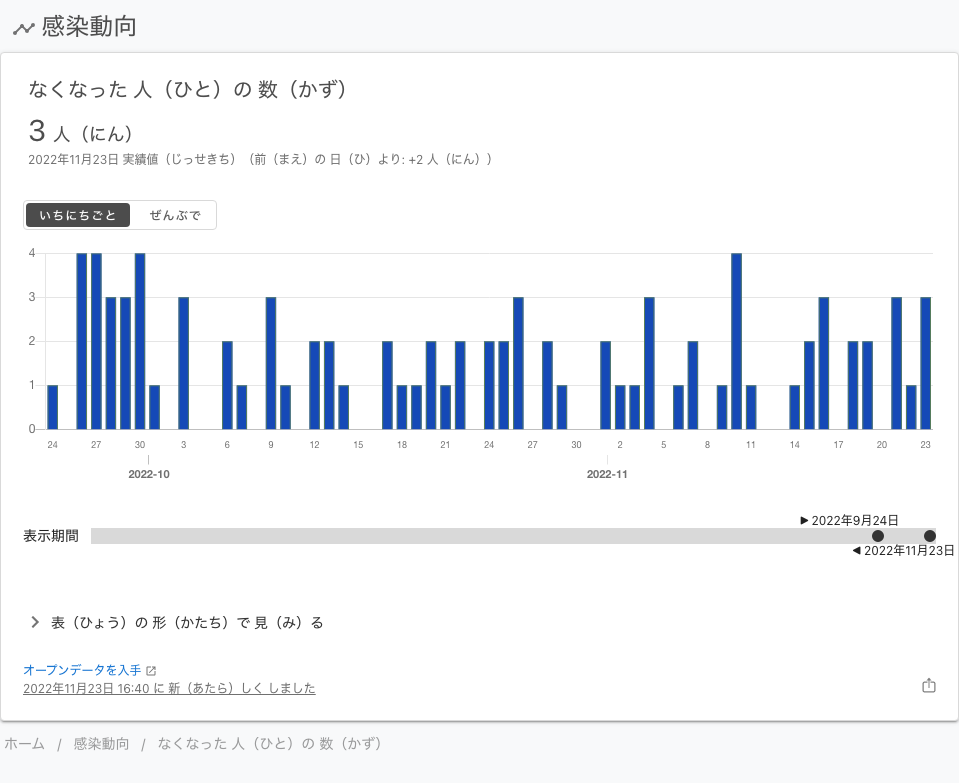 感染動向
なくなった 人（ひと）の 数（かず）
3 人（にん）
2022年11月23日 実績値（じっせきち）（前（まえ）の 日（ひ）より: +2 人（にん））
いちにちごと ぜんぶで
4
3
2
1
0
24 27 30 3 6 9 12 15 18 21 24 27 30 2 5 8 11 14 17 20 23
2022-10 2022-11
▶ 2022年9月24日
表示期間
◀ 2022年11月23日
表（ひょう）の 形（かたち）で 見（み）る
オープンデータを入手
2022年11月23日 16:40 に 新（あたら）しく しました
ホーム / 感染動向 / なくなった 人（ひと）の 数（かず）